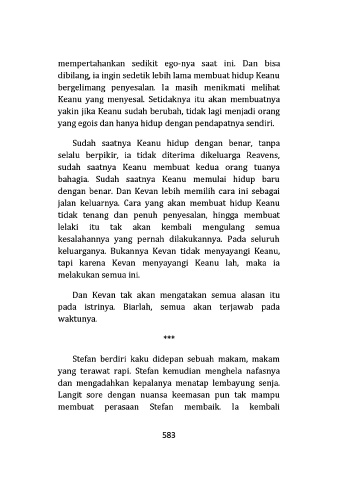 mempertahankan sedikit ego-nya saat ini. Dan bisa
dibilang, ia ingin sedetik lebih lama membuat hidup Keanu
bergelimang penyesalan. Ia masih menikmati melihat
Keanu yang menyesal. Setidaknya itu akan membuatnya
yakin jika Keanu sudah berubah, tidak lagi menjadi orang
yang egois dan hanya hidup dengan pendapatnya sendiri.
Sudah saatnya Keanu hidup dengan benar, tanpa
selalu berpikir, ia tidak diterima dikeluarga Reavens,
sudah saatnya Keanu membuat kedua orang tuanya
bahagia. Sudah saatnya Keanu memulai hidup baru
dengan benar. Dan Kevan lebih memilih cara ini sebagai
jalan keluarnya. Cara yang akan membuat hidup Keanu
tidak tenang dan penuh penyesalan, hingga membuat
lelaki itu tak akan kembali mengulang semua
kesalahannya yang pernah dilakukannya. Pada seluruh
keluarganya. Bukannya Kevan tidak menyayangi Keanu,
tapi karena Kevan menyayangi Keanu lah, maka ia
melakukan semua ini.
Dan Kevan tak akan mengatakan semua alasan itu
pada istrinya. Biarlah, semua akan terjawab pada
waktunya.
***
Stefan berdiri kaku didepan sebuah makam, makam
yang terawat rapi. Stefan kemudian menghela nafasnya
dan mengadahkan kepalanya menatap lembayung senja.
Langit sore dengan nuansa keemasan pun tak mampu
membuat perasaan Stefan membaik. Ia kembali
583